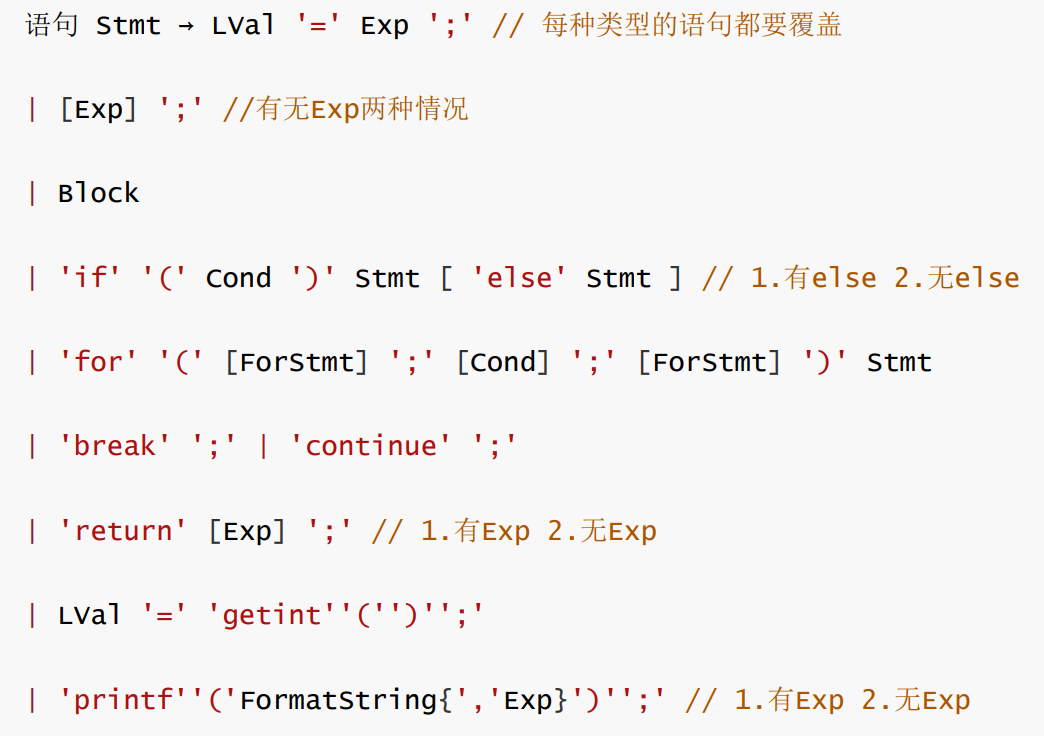 语句 Stmt → LVal '=' Exp ';' // 每种类型的语句都要覆盖
| [Exp] ';' //有无Exp两种情况
| Block
| 'if' '(' Cond ')' Stmt [ 'else' Stmt ] // 1.有else 2.无else
| 'for' '(' [ForStmt] ';' [Cond] ';' [ForStmt] ')' Stmt
| 'break' ';' | 'continue' ';'
| 'return' [Exp] ';' // 1.有Exp 2.无Exp
| LVal '=' 'getint''('')'';'
| 'printf''('FormatString{','Exp}')'';' // 1.有Exp 2.无Exp